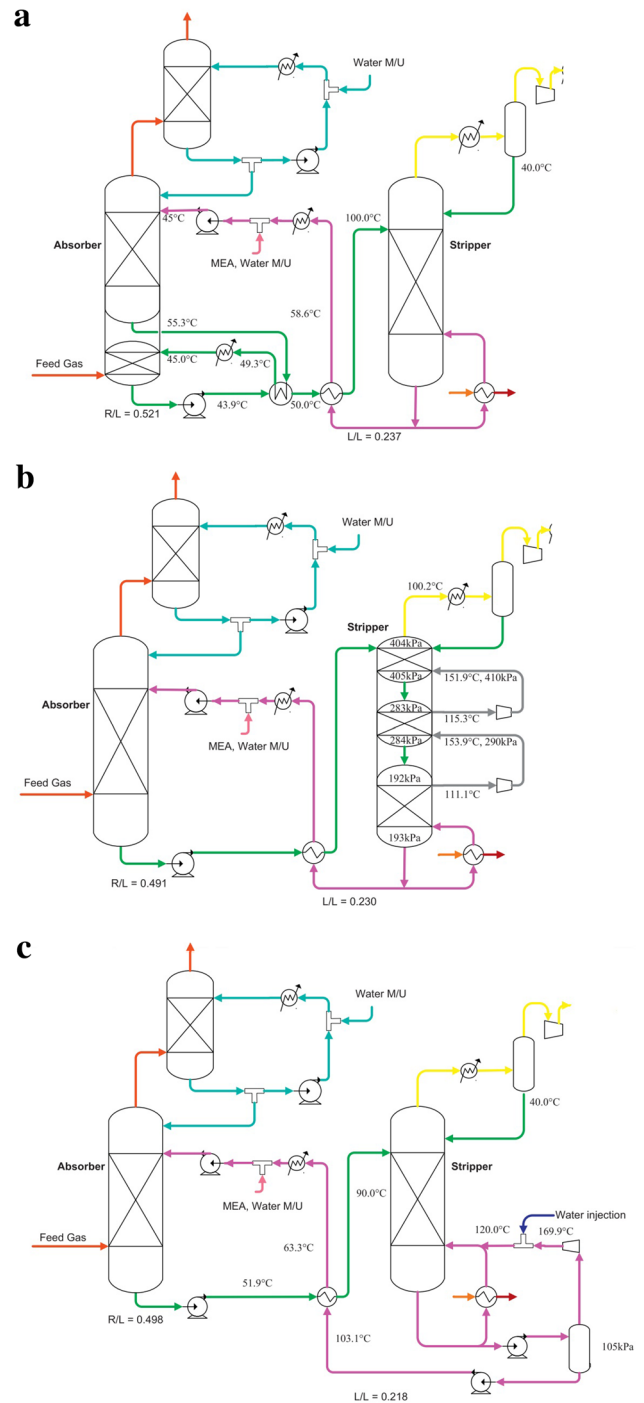 a
Water M/U
40.0°C
45°C
100.0°C
Absorber
Stripper
MEA, Water M/U
58.6°C
55.3°C
45.0°C
49.3°C
Feed Gas
R/L = 0.521
43.9°C
50.0°C
L/L = 0.237
b
Water M/U
100.2°C
Stripper
404kPa
405kPa
151.9°C, 410kPa
Absorber
283kPa
115.3°C
284kPa
153.9°C, 290kPa
MEA, Water M/U
192kPa
Feed Gas
111.1°C
193kPa
R/L = 0.491
L/L = 0.230
c
Water M/U
40.0°C
Absorber
Stripper
90.0°C
MEA, Water M/U
Water injection
120.0°C
169.9°C
Feed Gas
63.3°C
51.9°C
R/L = 0.498
103.1°C
105kPa
L/L = 0.218